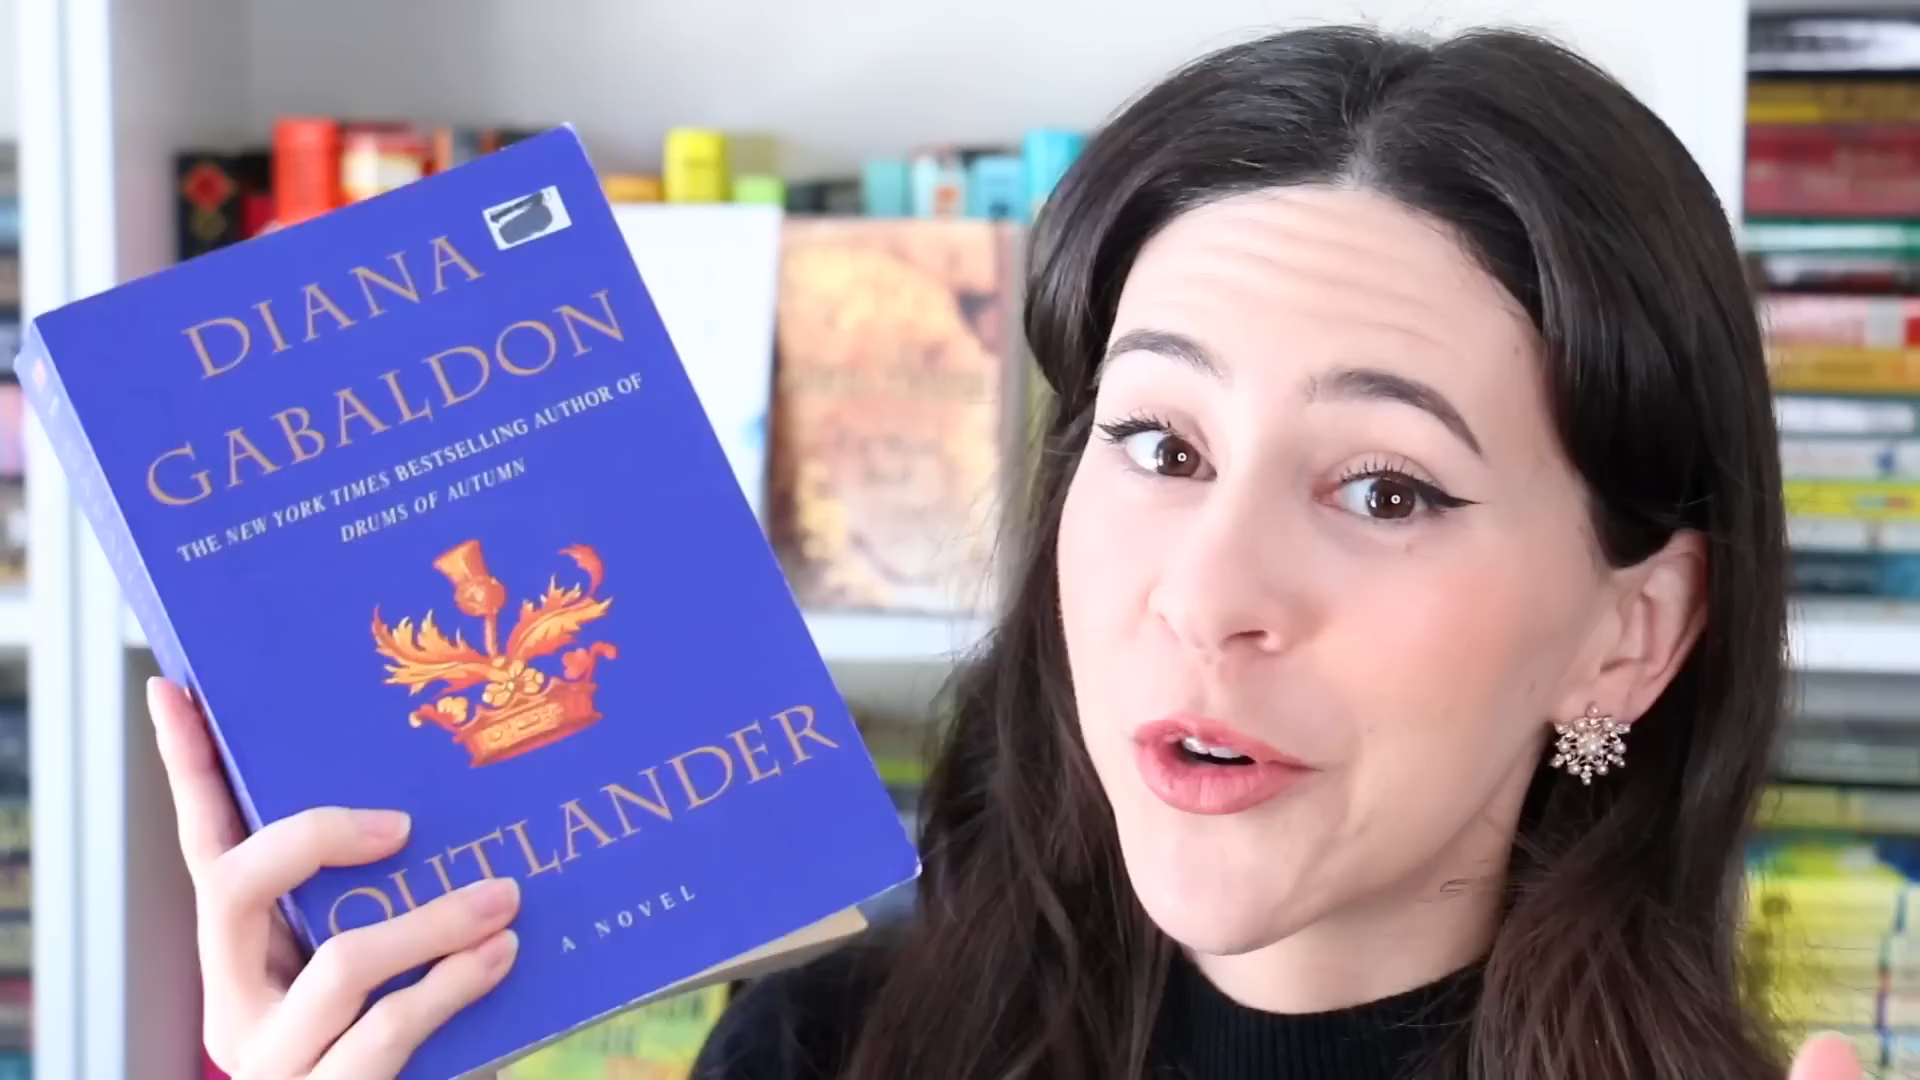 DIANA
GABALDON
THE NEW YORK TIMES BESTSELLING AUTHOR OF
DRUMS OF AUTUMN
OUTLANDER
A NOVEL